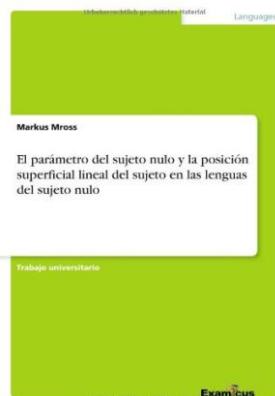 Urheberrechtlich geschütztes Material
Languages
Markus Mross
El parámetro del sujeto nulo y la posición
superficial lineal del sujeto en las lenguas
del sujeto nulo
Trabajo universitario
Examicus